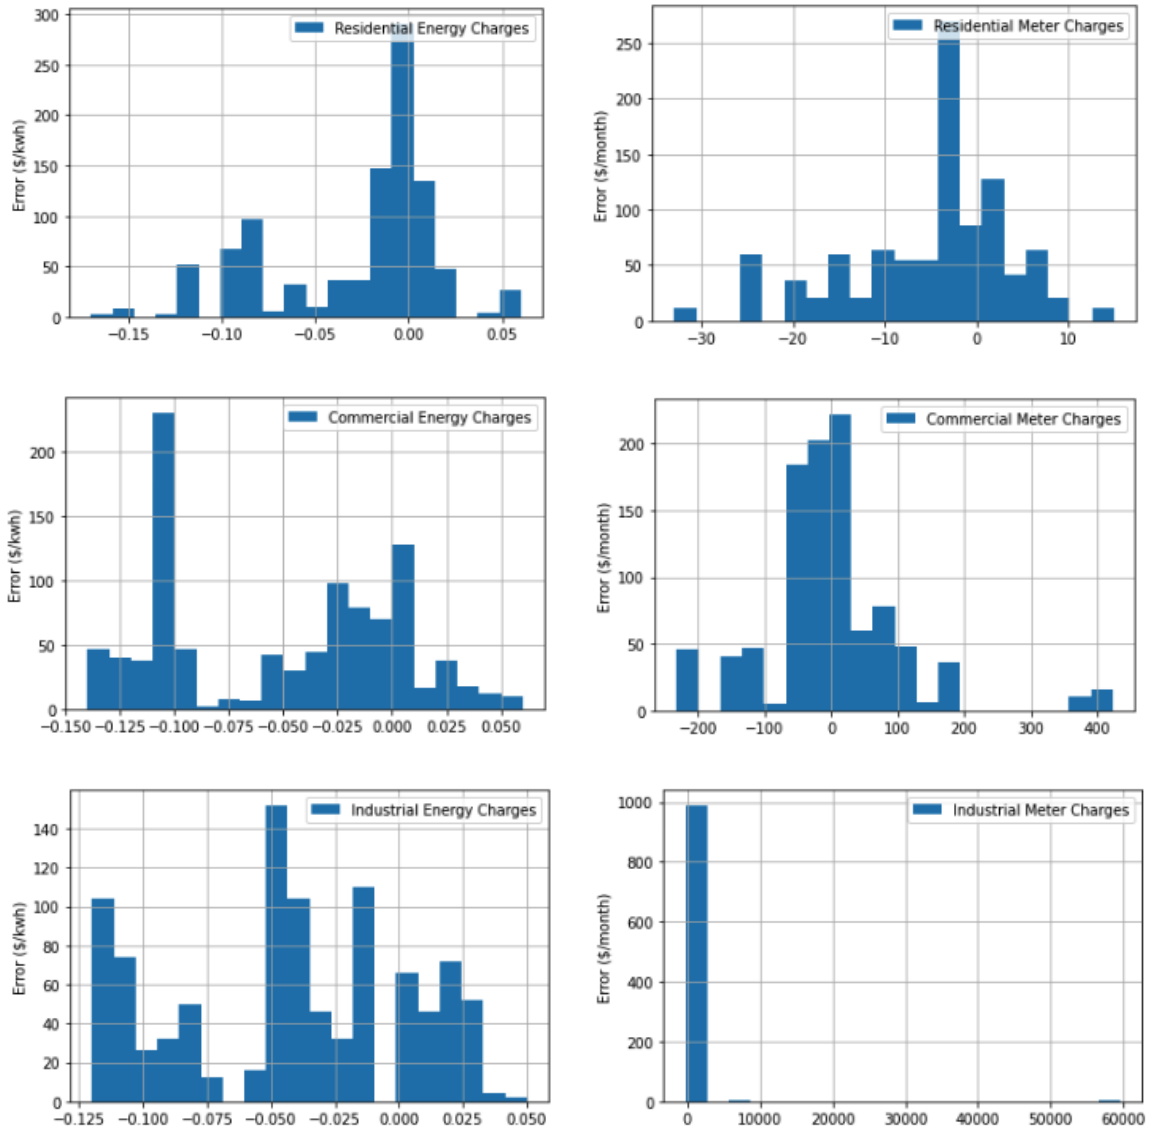 Residential Energy Charges
Error ($/kwh)
300
250
200
150
100
50
0
−0.15 −0.10 −0.05 0.00 0.05
Residential Meter Charges
Error ($/month)
250
200
150
100
50
0
−30 −20 −10 0 10
Commercial Energy Charges
Error ($/kwh)
200
150
100
50
0
−0.150 −0.125 −0.100 −0.075 −0.050 −0.025 0.000 0.025 0.050
Commercial Meter Charges
Error ($/month)
200
150
100
50
0
−200 −100 0 100 200 300 400
Industrial Energy Charges
Error ($/kwh)
140
120
100
80
60
40
20
0
−0.125 −0.100 −0.075 −0.050 −0.025 0.000 0.025 0.050
Industrial Meter Charges
Error ($/month)
1000
800
600
400
200
0
0 10000 20000 30000 40000 50000 60000